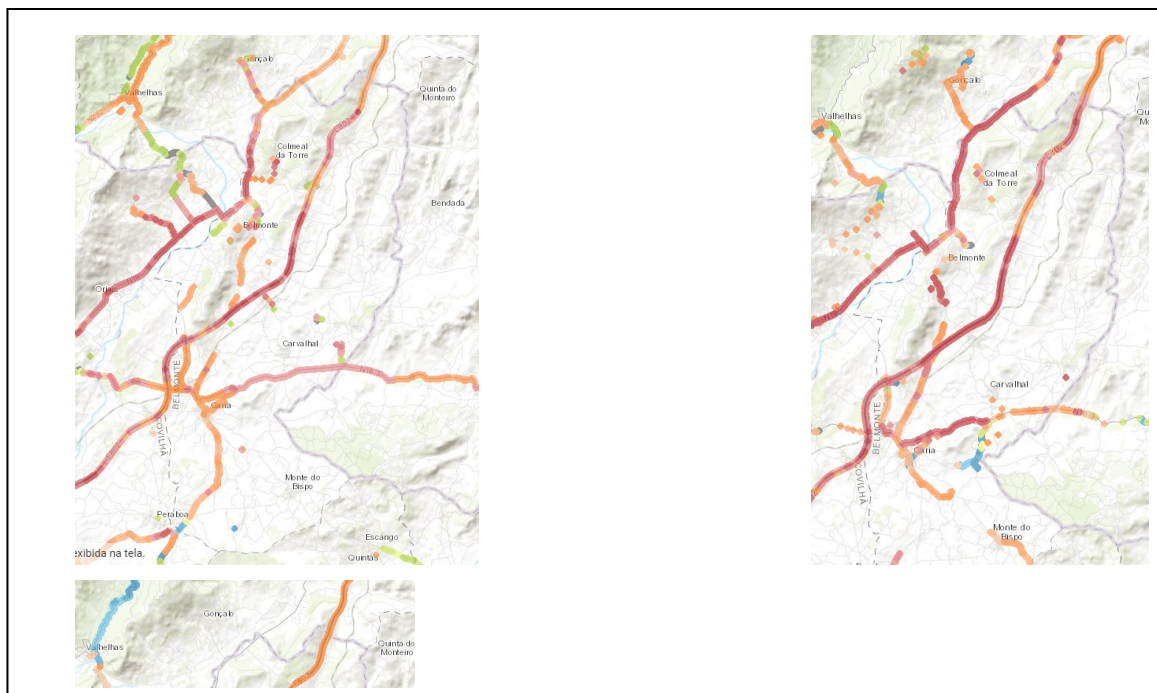 Gonçalo
Quinta do
Monteiro
Valhelhas
Colmeal
da Torre
Bendada
Belmonte
Carvalhal
BELMONTE
Caria
COVILHÃ
Monte do
Bispo
Peraboa
Escarigo
exibida na tela.
Quintãs
Gonçalo
Valhelhas
Colmeal
da Torre
Belmonte
Carvalhal
BELMONTE
Caria
COVILHÃ
Monte do
Bispo
Gonçalo
Valhelhas
Quinta do
Monteiro